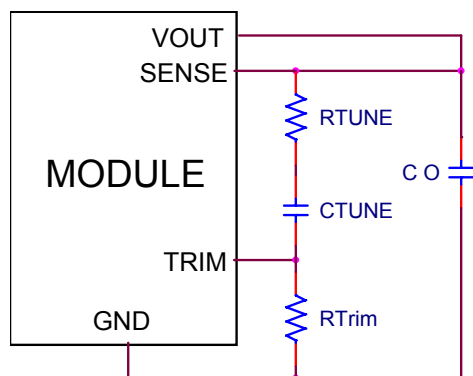 VOUT
SENSE
RTUNE
MODULE
C O
CTUNE
TRIM
GND
RTrim